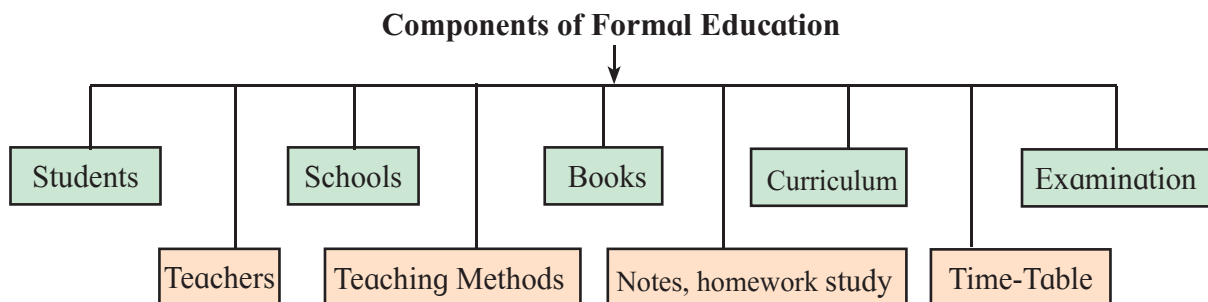 Components of Formal Education
Students
Schools
Books
Curriculum
Examination
Teachers
Teaching Methods
Notes, homework study
Time-Table